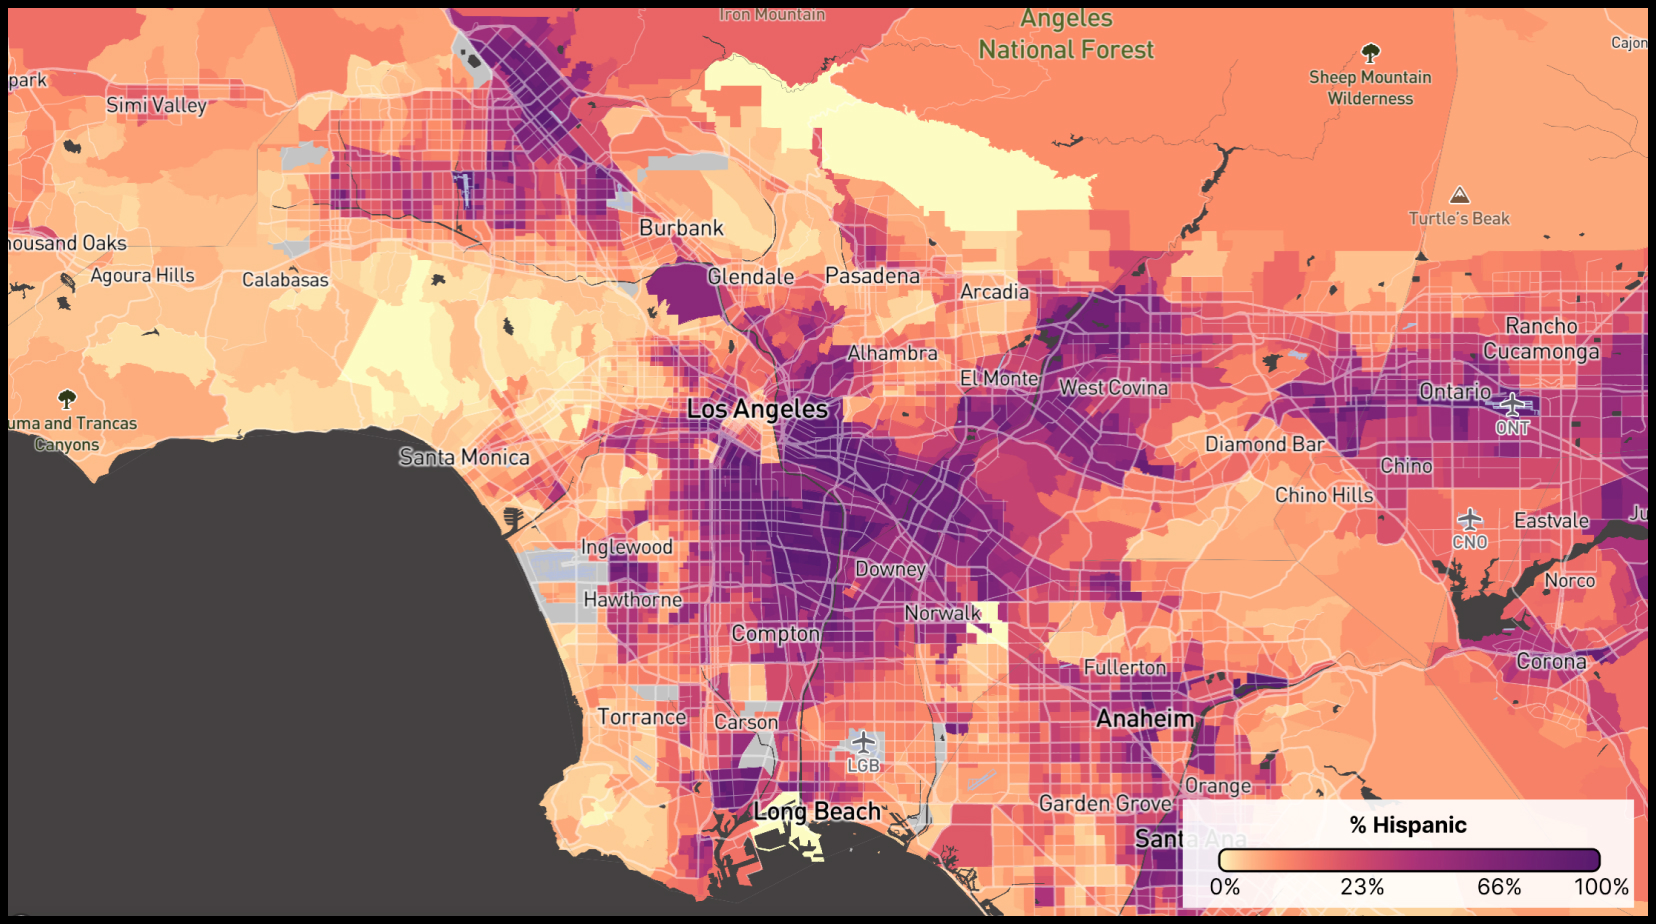 Iron Mountain
Angeles
National Forest
Cajon
park
Simi Valley
Sheep Mountain
Wilderness
Turtle's Beak
housand Oaks
Burbank
Agoura Hills
Calabasas
Glendale
Pasadena
Arcadia
Rancho
Cucamonga
Alhambra
El Monte
West Covina
Ontario
ONT
Los Angeles
uma and Trancas
Canyons
Santa Monica
Diamond Bar
Chino
Chino Hills
Eastvale
Ju
CNO
Inglewood
Downey
Norco
Hawthorne
Norwalk
Compton
Fullerton
Corona
Torrance
Carson
Anaheim
LGB
Orange
Long Beach
Garden Grove
Santa Ana
% Hispanic
0% 23% 66% 100%